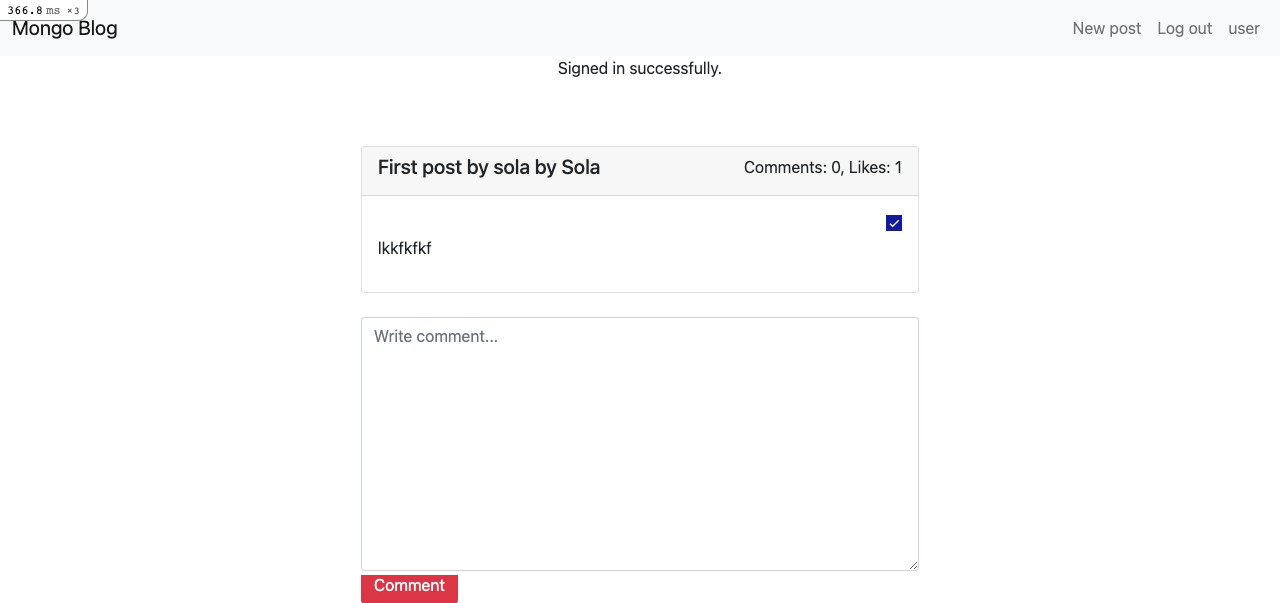 366.8 ms ×3
Mongo Blog
New post Log out user
Signed in successfully.
First post by sola by Sola
Comments: 0, Likes: 1
lkkfkfkf
Write comment...
Comment